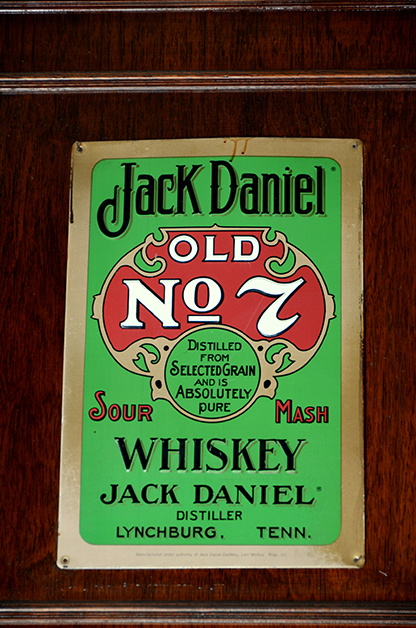 Jack Daniel
OLD
No 7
DISTILLED
FROM
SELECTED GRAIN
AND IS
ABSOLUTELY
PURE
SOUR MASH
WHISKEY
JACK DANIEL
DISTILLER
LYNCHBURG, TENN.